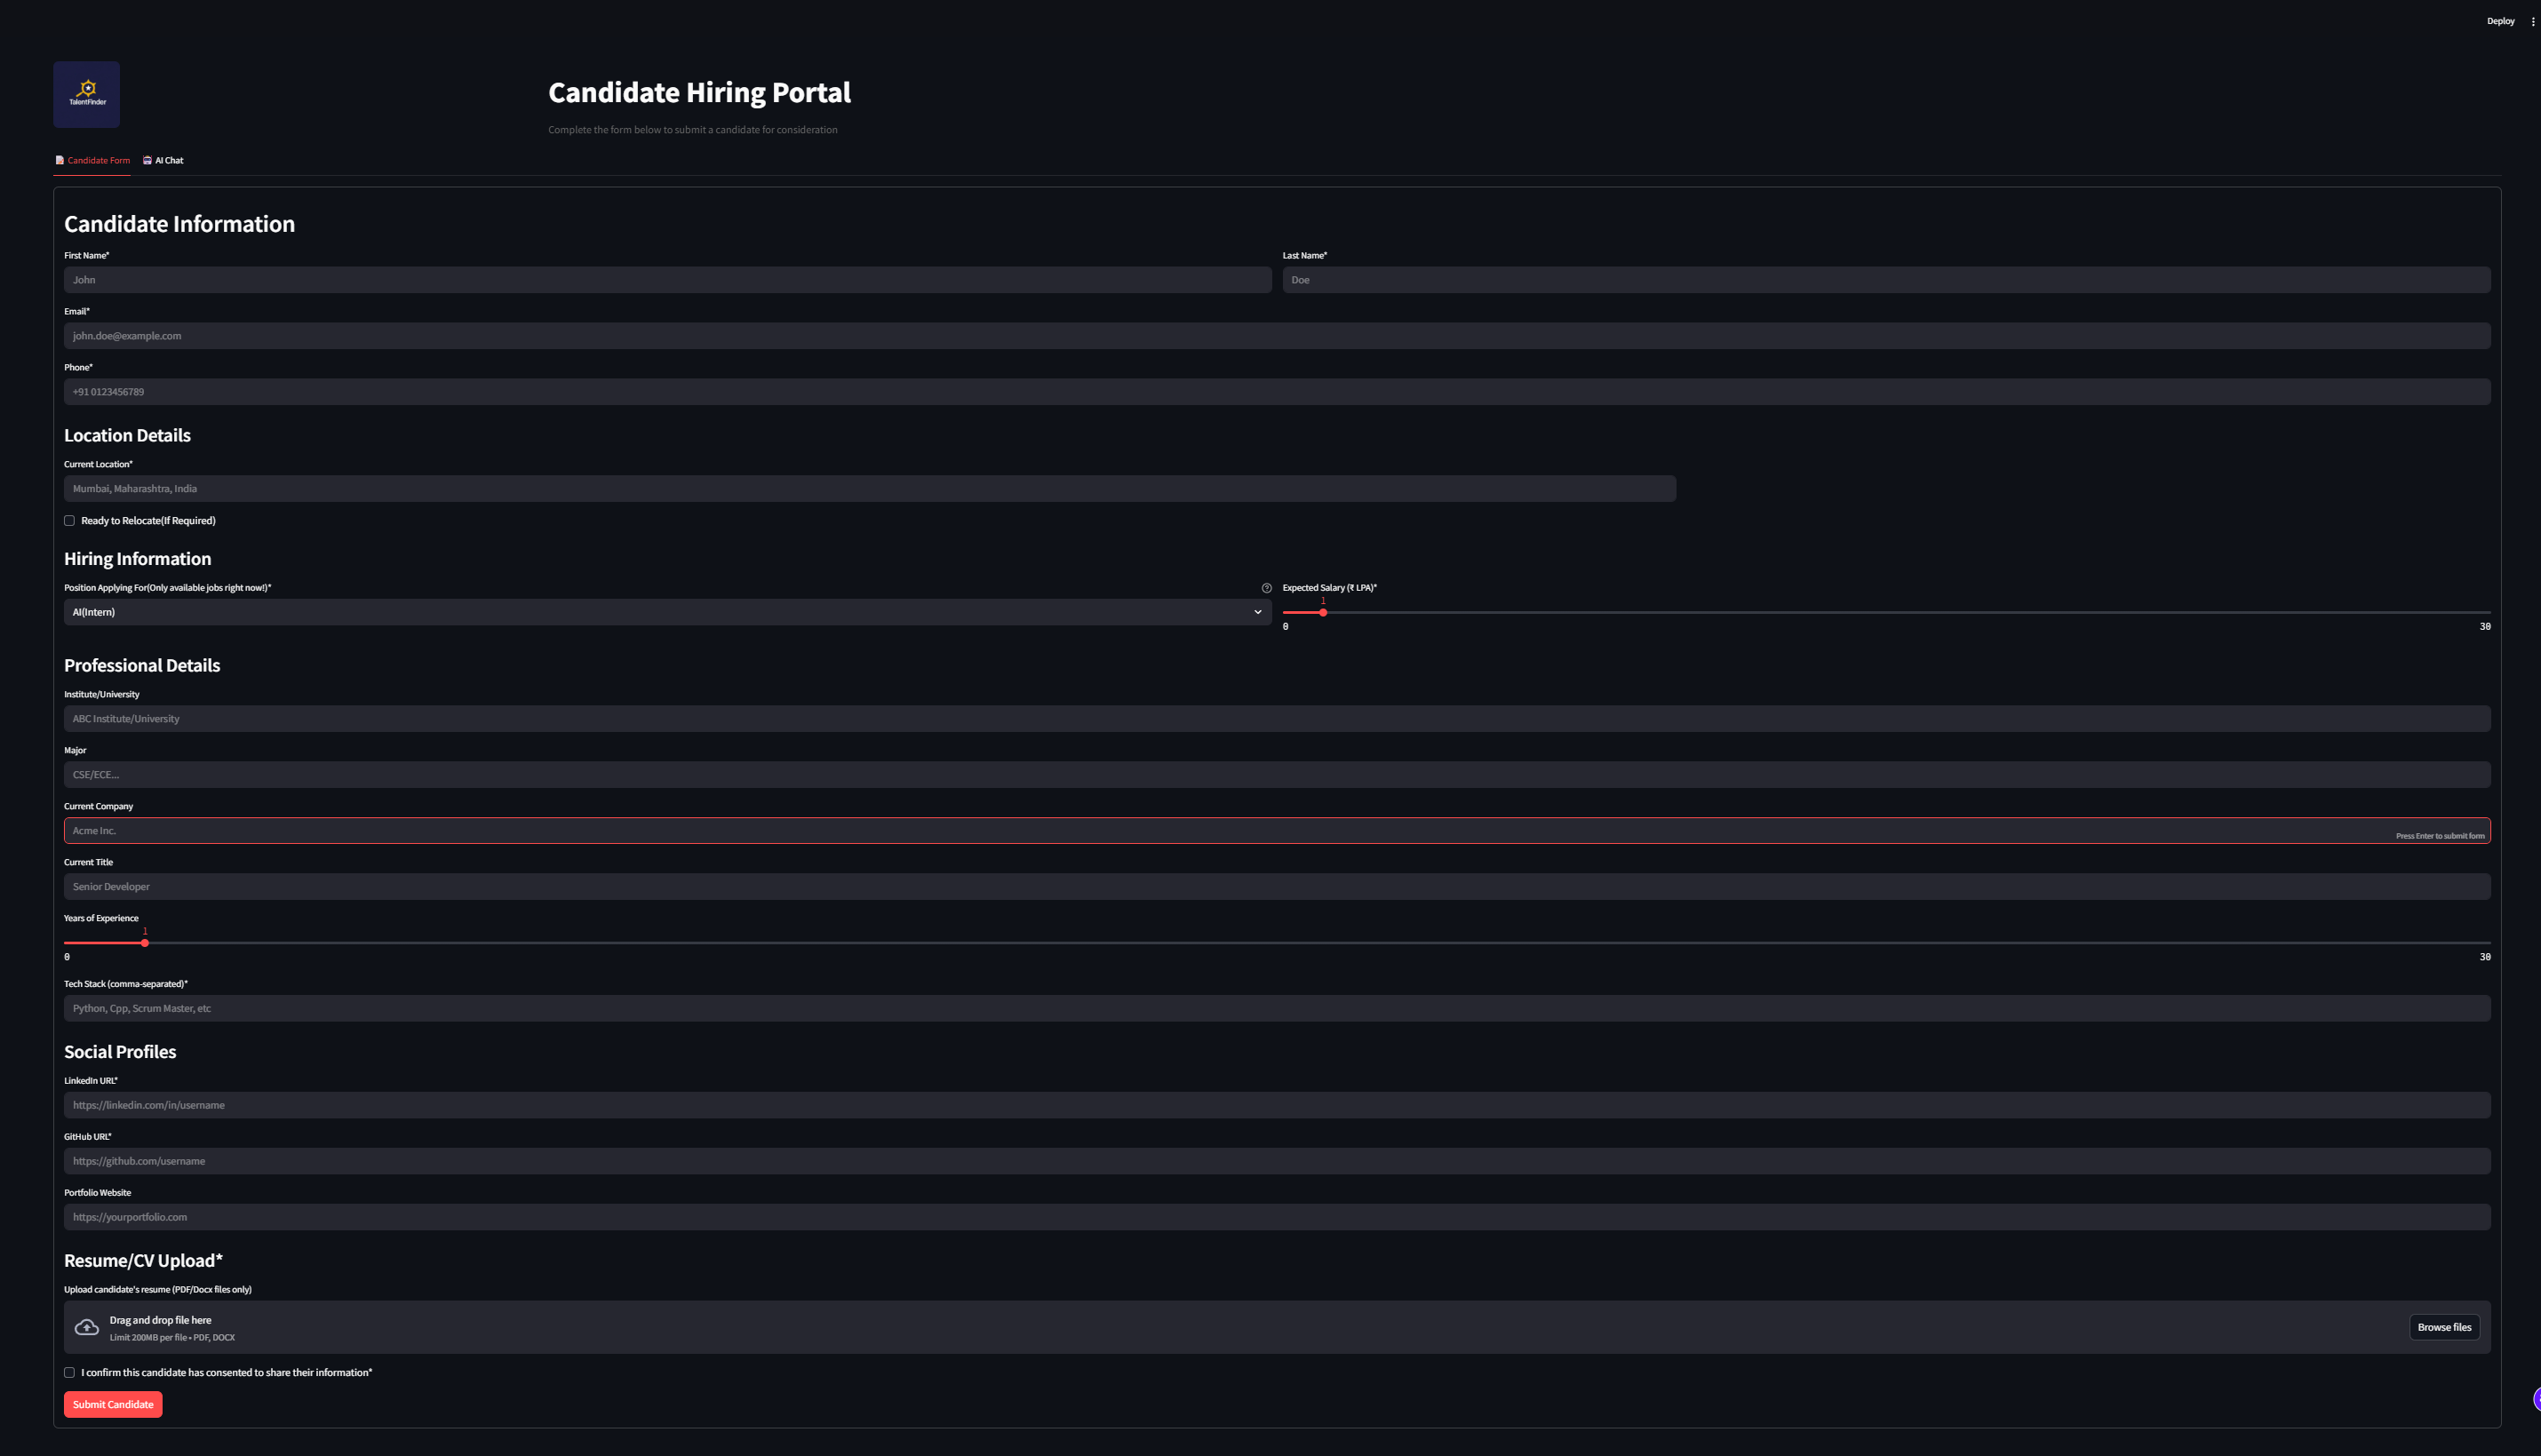 Deploy
TalentFinder
Candidate Hiring Portal
Complete the form below to submit a candidate for consideration
Candidate Form AI Chat
Candidate Information
First Name* Last Name*
John Doe
Email*
john.doe@example.com
Phone*
+91 0123456789
Location Details
Current Location*
Mumbai, Maharashtra, India
Ready to Relocate(If Required)
Hiring Information
Position Applying For(Only available jobs right now!)* Expected Salary (₹ LPA)*
1
AI(Intern)
0 30
Professional Details
Institute/University
ABC Institute/University
Major
CSE/ECE...
Current Company
Acme Inc.
Press Enter to submit form
Current Title
Senior Developer
Years of Experience
1
0 30
Tech Stack (comma-separated)*
Python, Cpp, Scrum Master, etc
Social Profiles
LinkedIn URL*
https://linkedin.com/in/username
GitHub URL*
https://github.com/username
Portfolio Website
https://yourportfolio.com
Resume/CV Upload*
Upload candidate's resume (PDF/Docx files only)
Drag and drop file here
Limit 200MB per file • PDF, DOCX
Browse files
I confirm this candidate has consented to share their information*
Submit Candidate